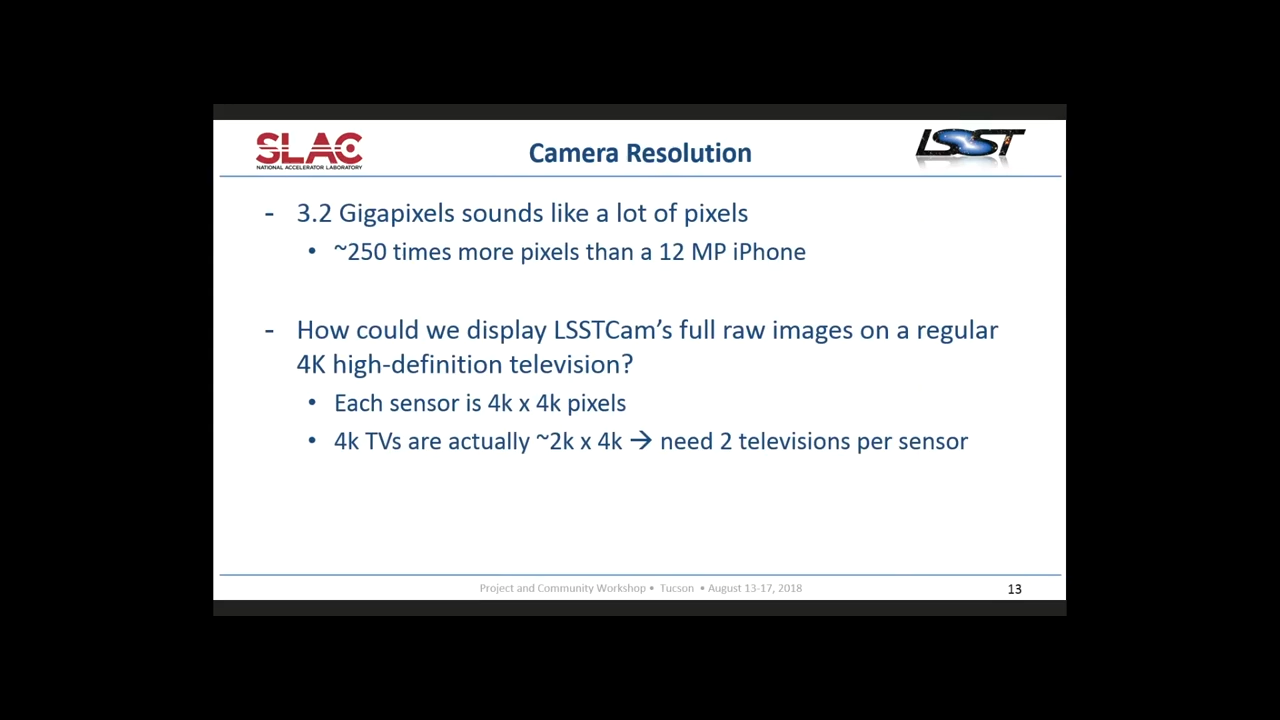 SLAC
NATIONAL ACCELERATOR LABORATORY
Camera Resolution
LSST
- 3.2 Gigapixels sounds like a lot of pixels
• ~250 times more pixels than a 12 MP iPhone
- How could we display LSSTCam’s full raw images on a regular
4K high-definition television?
• Each sensor is 4k x 4k pixels
• 4k TVs are actually ~2k x 4k → need 2 televisions per sensor
Project and Community Workshop • Tucson • August 13-17, 2018
13